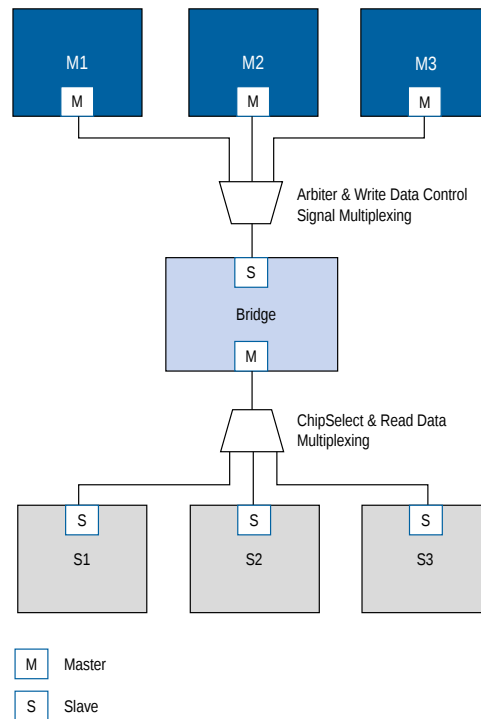 M1 M2 M3
M M M
Arbiter & Write Data Control
Signal Multiplexing
S
Bridge
M
ChipSelect & Read Data
Multiplexing
S S S
S1 S2 S3
M Master
S Slave